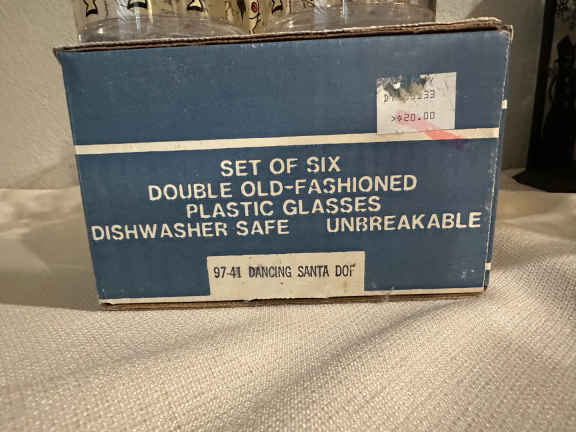 >$20.00
SET OF SIX
DOUBLE OLD-FASHIONED
PLASTIC GLASSES
DISHWASHER SAFE UNBREAKABLE
97-41 DANCING SANTA DOF